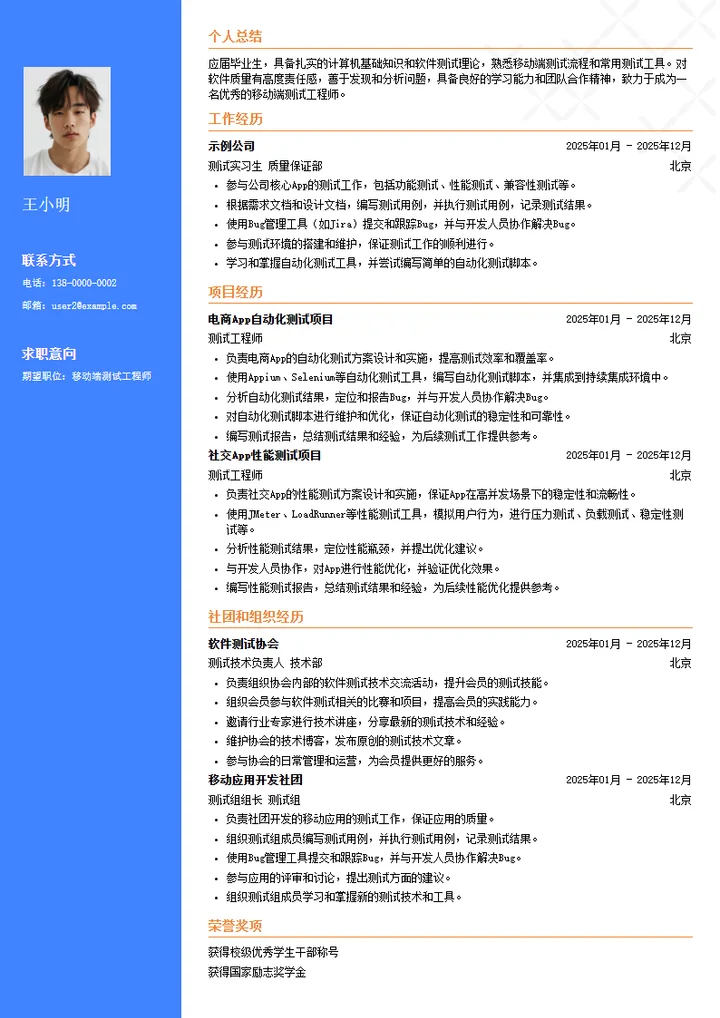 王小明
联系方式
电话：138-0000-0002
邮箱：user2@example.com
求职意向
期望职位：移动端测试工程师
个人总结
应届毕业生，具备扎实的计算机基础知识和软件测试理论，熟悉移动端测试流程和常用测试工具。对
软件质量有高度责任感，善于发现和分析问题，具备良好的学习能力和团队合作精神，致力于成为一
名优秀的移动端测试工程师。
工作经历
示例公司 2025年01月 - 2025年12月
测试实习生 质量保证部 北京
• 参与公司核心App的测试工作，包括功能测试、性能测试、兼容性测试等。
• 根据需求文档和设计文档，编写测试用例，并执行测试用例，记录测试结果。
• 使用Bug管理工具（如Jira）提交和跟踪Bug，并与开发人员协作解决Bug。
• 参与测试环境的搭建和维护，保证测试工作的顺利进行。
• 学习和掌握自动化测试工具，并尝试编写简单的自动化测试脚本。
项目经历
电商App自动化测试项目 2025年01月 - 2025年12月
测试工程师 北京
• 负责电商App的自动化测试方案设计和实施，提高测试效率和覆盖率。
• 使用Appium、Selenium等自动化测试工具，编写自动化测试脚本，并集成到持续集成环境中。
• 分析自动化测试结果，定位和报告Bug，并与开发人员协作解决Bug。
• 对自动化测试脚本进行维护和优化，保证自动化测试的稳定性和可靠性。
• 编写测试报告，总结测试结果和经验，为后续测试工作提供参考。
社交App性能测试项目 2025年01月 - 2025年12月
测试工程师 北京
• 负责社交App的性能测试方案设计和实施，保证App在高并发场景下的稳定性和流畅性。
• 使用JMeter、LoadRunner等性能测试工具，模拟用户行为，进行压力测试、负载测试、稳定性测
试等。
• 分析性能测试结果，定位性能瓶颈，并提出优化建议。
• 与开发人员协作，对App进行性能优化，并验证优化效果。
• 编写性能测试报告，总结测试结果和经验，为后续性能优化提供参考。
社团和组织经历
软件测试协会 2025年01月 - 2025年12月
测试技术负责人 技术部 北京
• 负责组织协会内部的软件测试技术交流活动，提升会员的测试技能。
• 组织会员参与软件测试相关的比赛和项目，提高会员的实践能力。
• 邀请行业专家进行技术讲座，分享最新的测试技术和经验。
• 维护协会的技术博客，发布原创的测试技术文章。
• 参与协会的日常管理和运营，为会员提供更好的服务。
移动应用开发社团 2025年01月 - 2025年12月
测试组组长 测试组 北京
• 负责社团开发的移动应用的测试工作，保证应用的质量。
• 组织测试组成员编写测试用例，并执行测试用例，记录测试结果。
• 使用Bug管理工具提交和跟踪Bug，并与开发人员协作解决Bug。
• 参与应用的评审和讨论，提出测试方面的建议。
• 组织测试组成员学习和掌握新的测试技术和工具。
荣誉奖项
获得校级优秀学生干部称号
获得国家励志奖学金